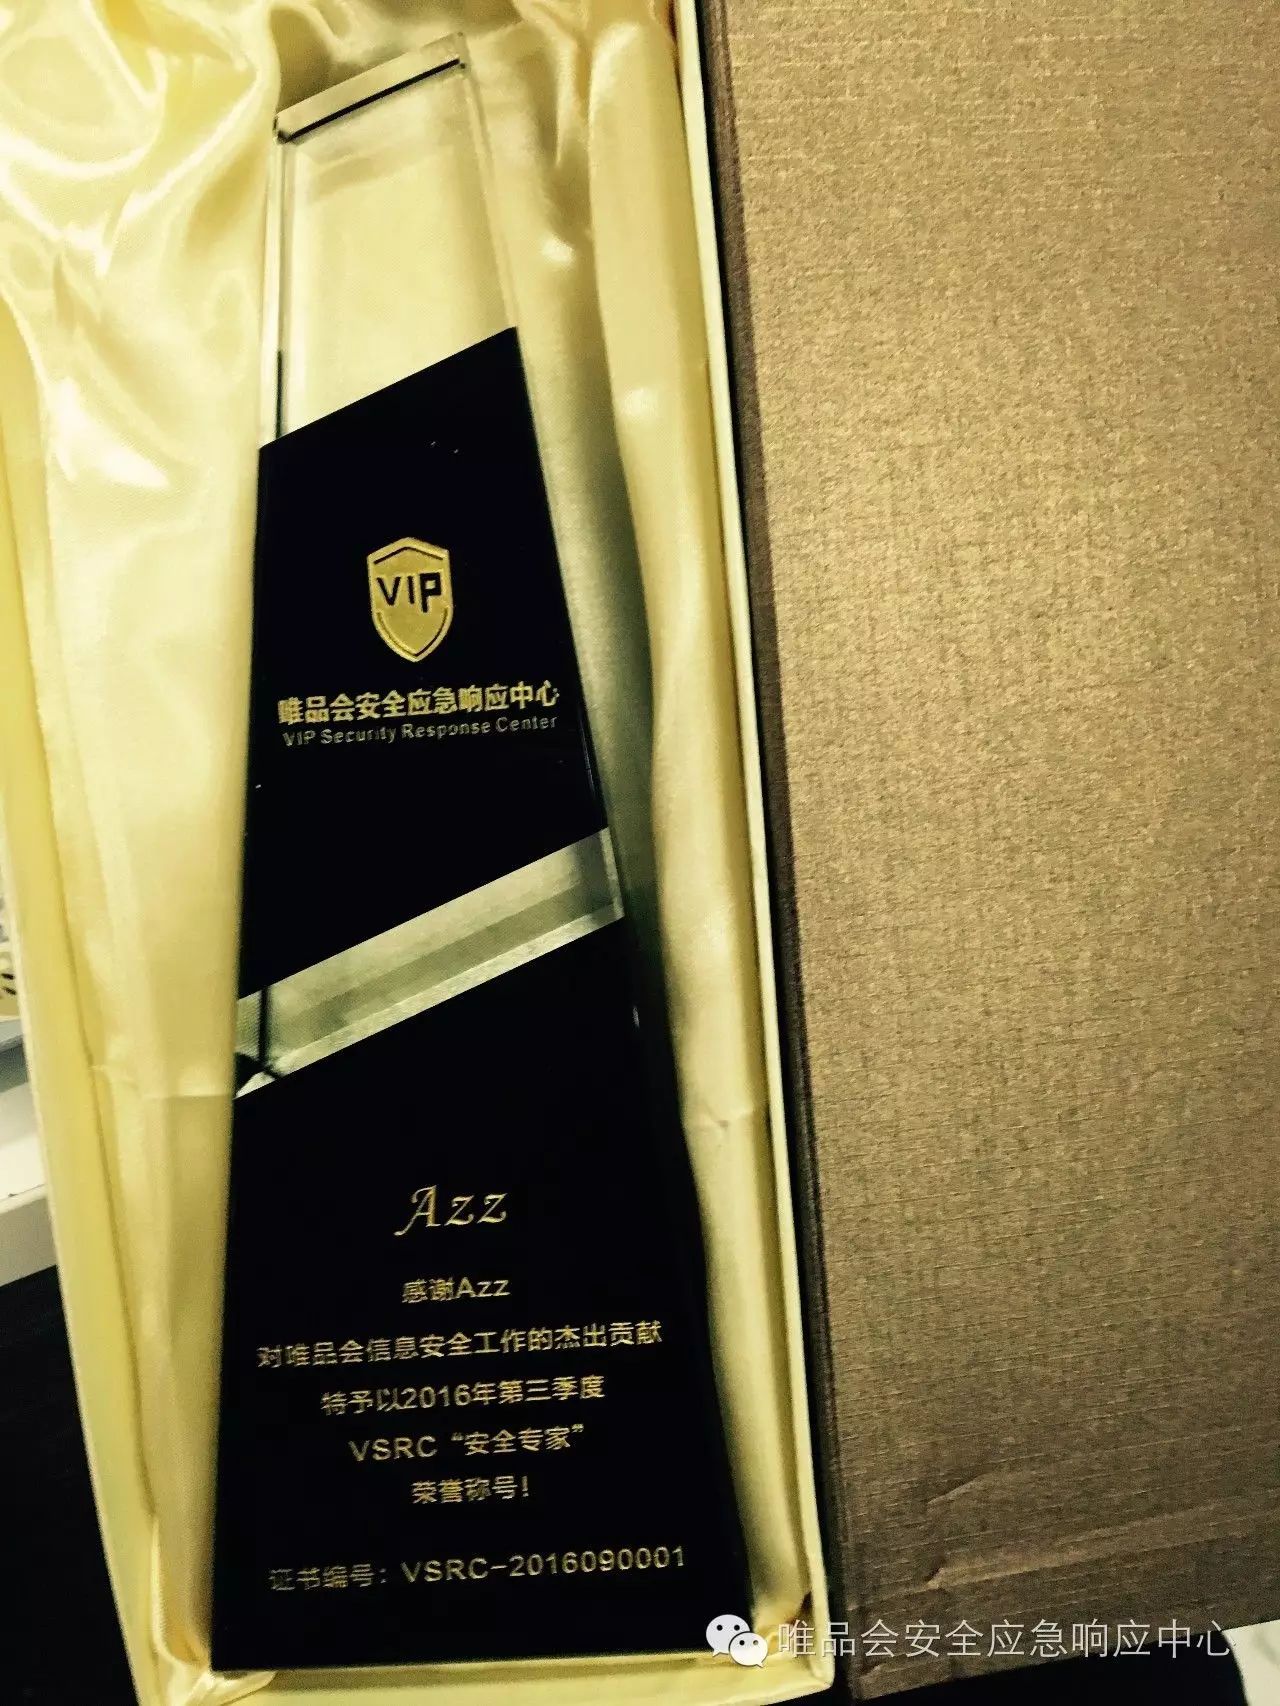 VIP
唯品会安全应急响应中心
VIP Security Response Center
Azz
感谢Azz
对唯品会信息安全工作的杰出贡献
特予以2016年第三季度
VSRC“安全专家”
荣誉称号!
证书编号：VSRC-2016090001
唯品会安全应急响应中心